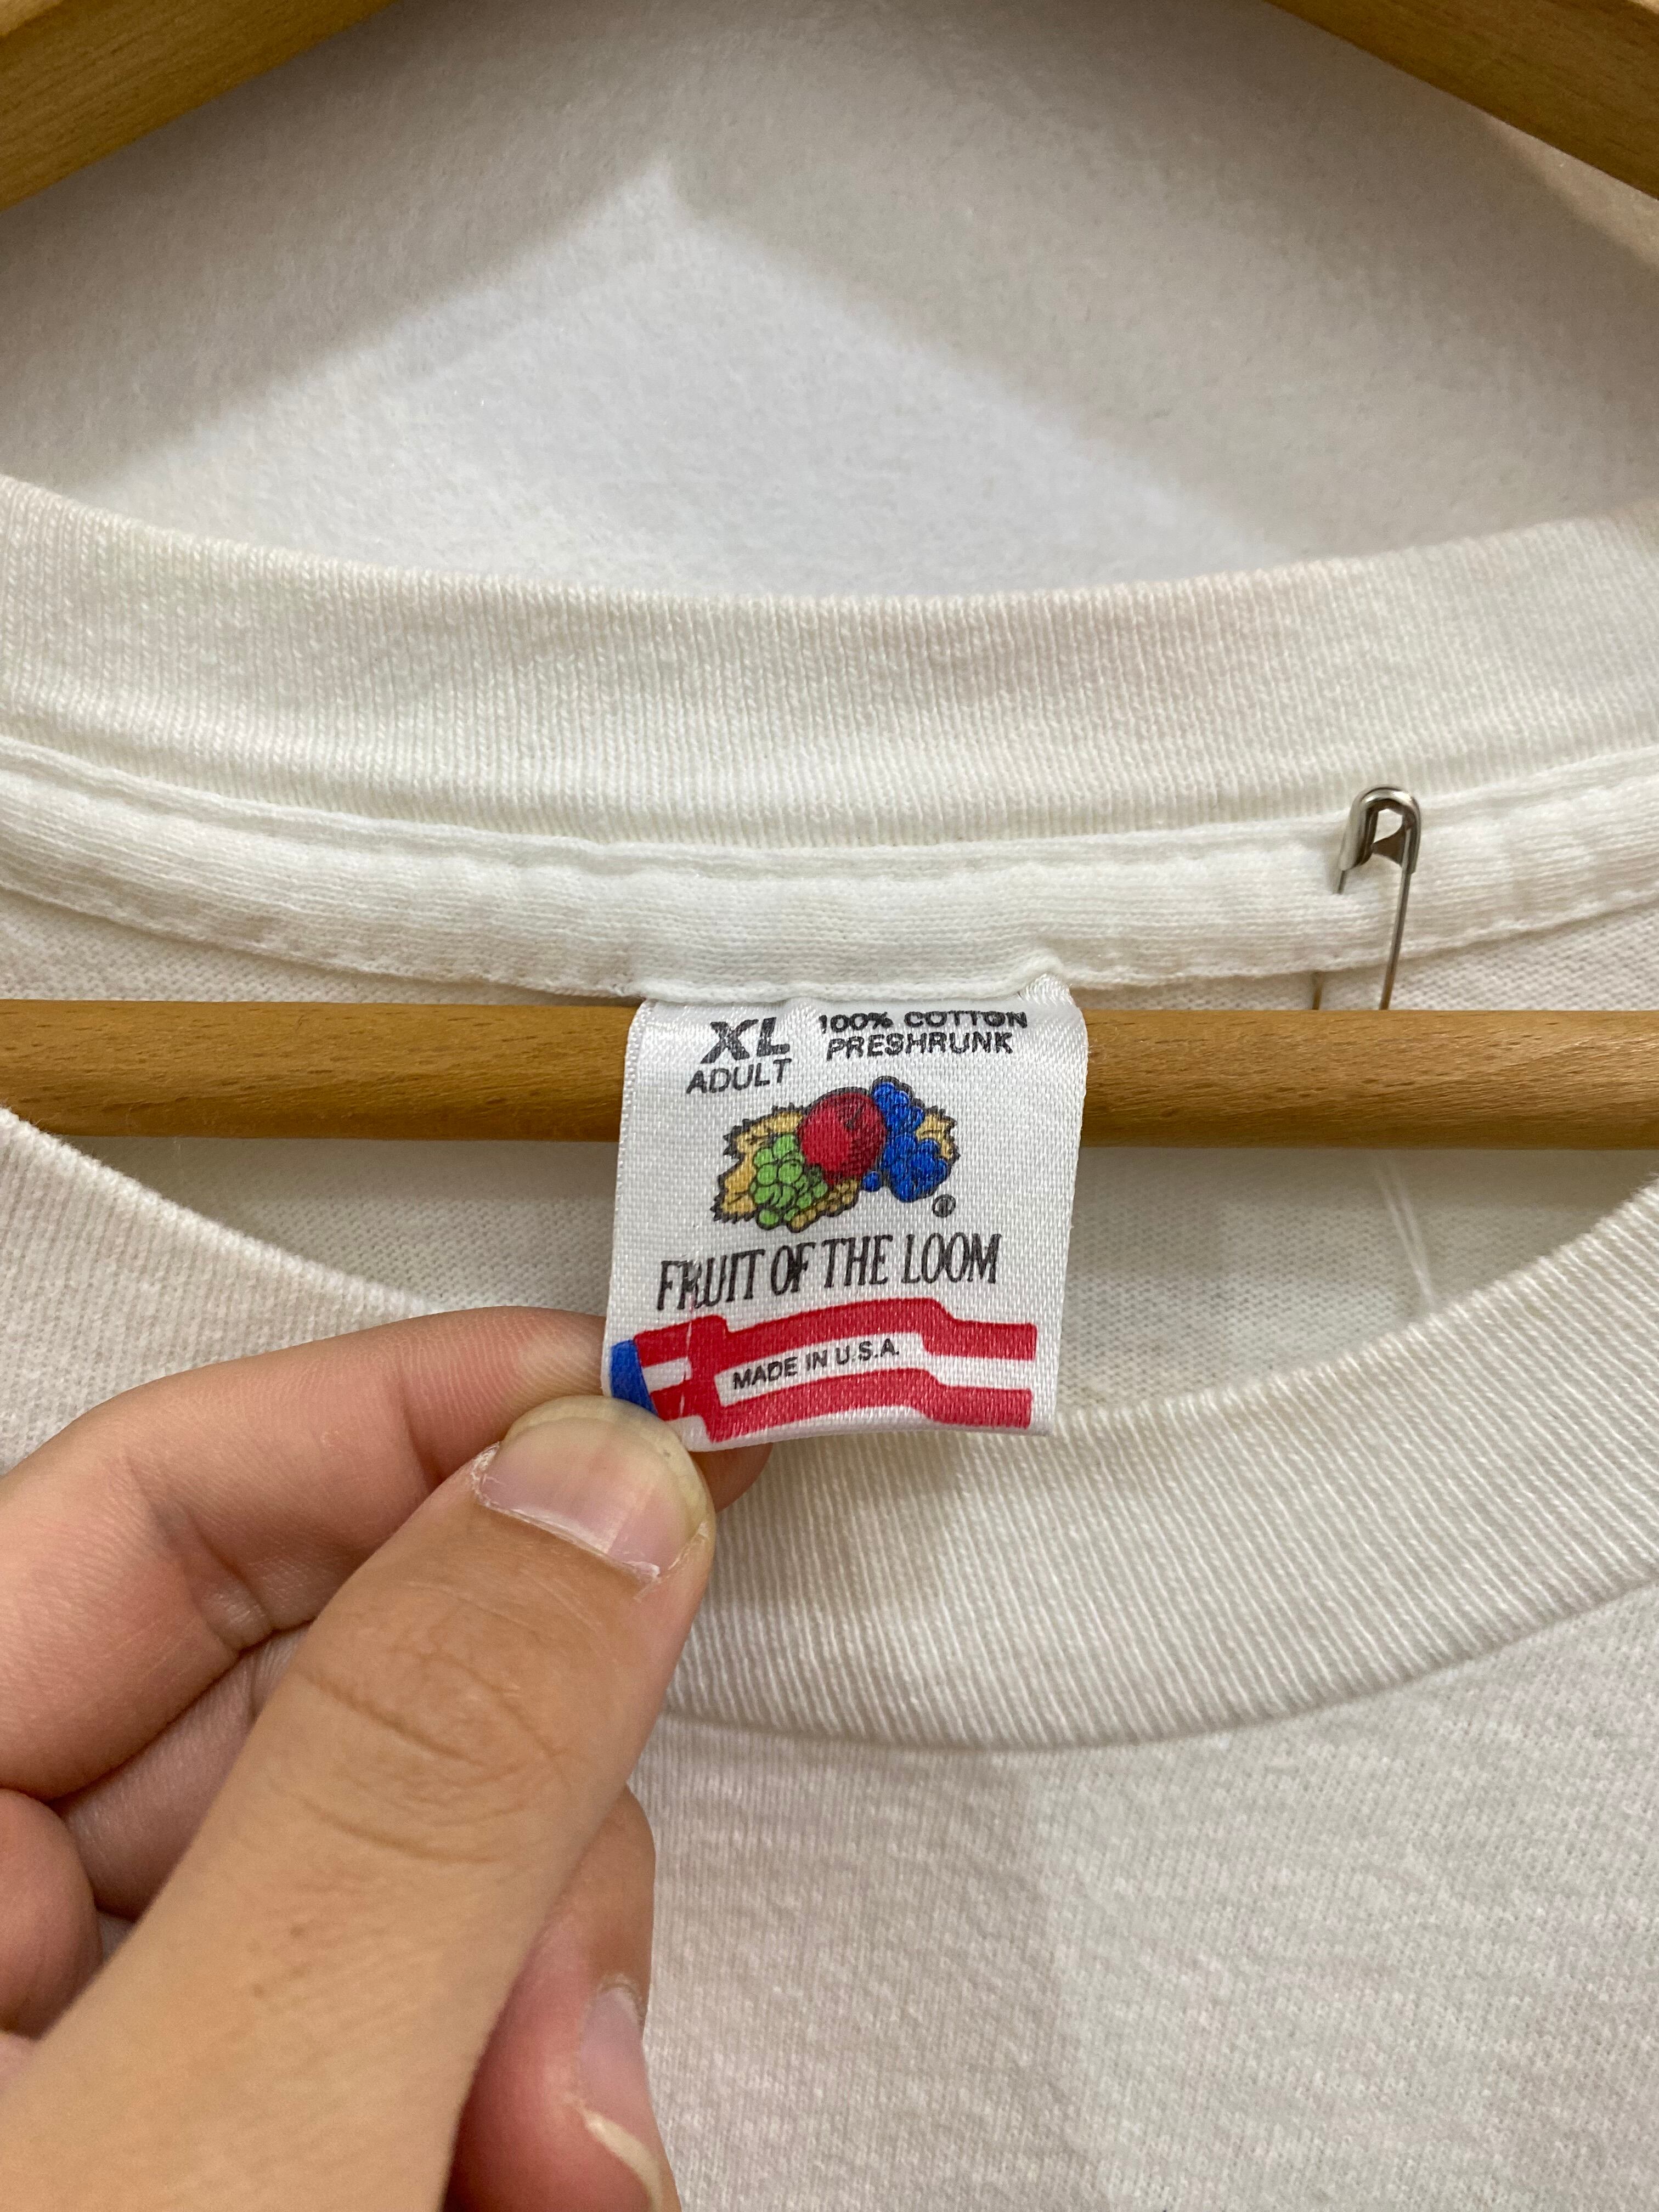 XL 100% COTTON
ADULT PRESHRUNK
®
FRUIT OF THE LOOM
MADE IN U.S.A.